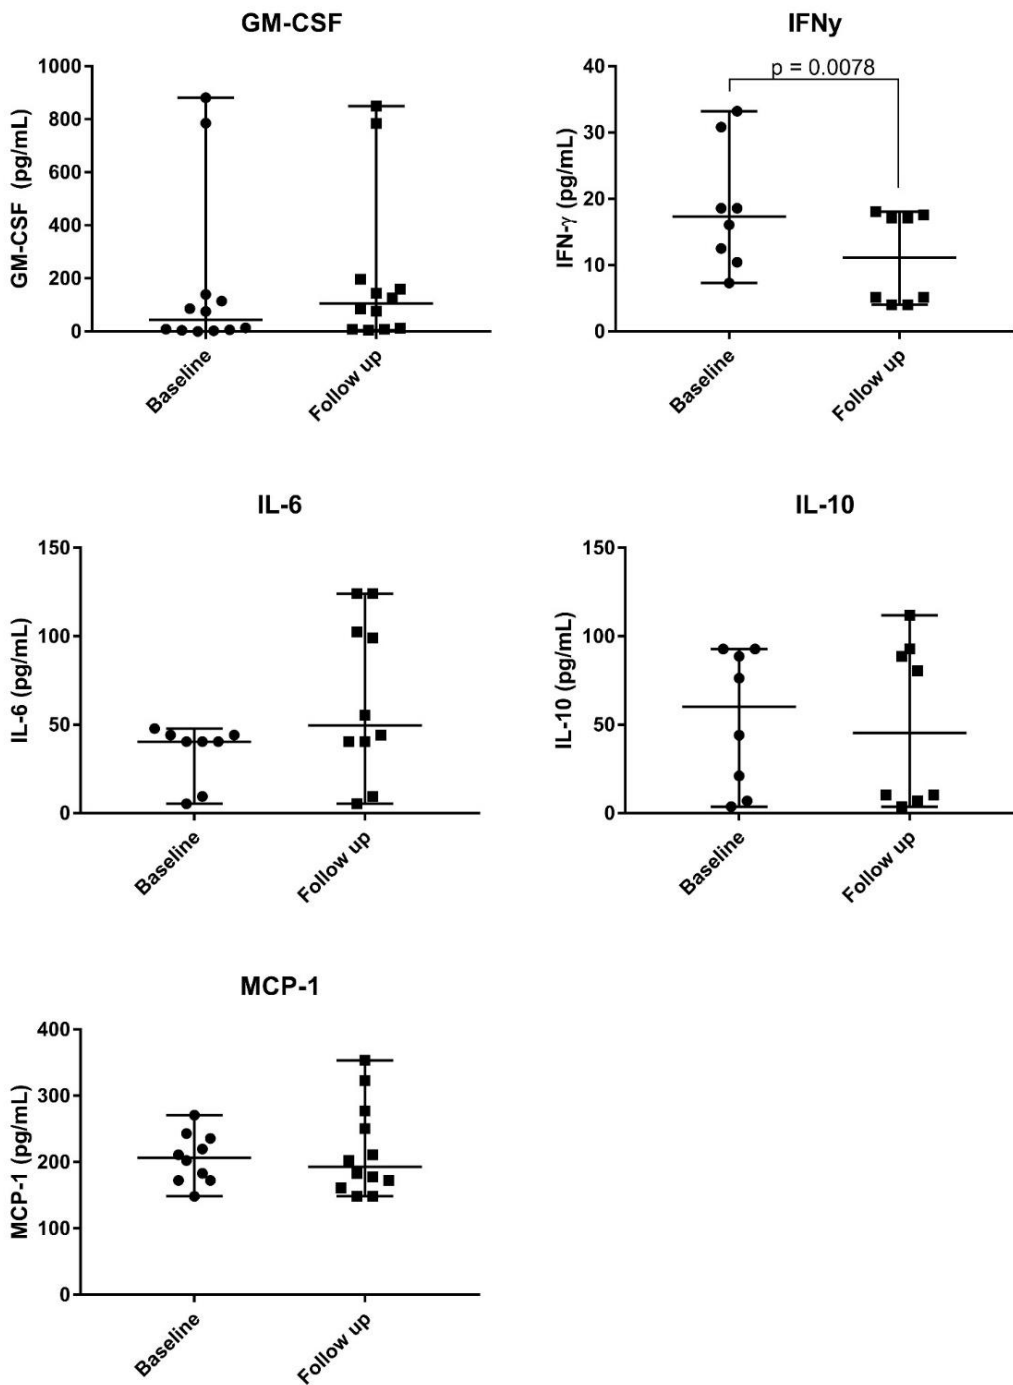 GM-CSF
GM-CSF (pg/mL)
1000
800
600
400
200
0
Baseline
Follow up
IFNy
IFN-γ (pg/mL)
40
30
20
10
0
p = 0.0078
Baseline
Follow up
IL-6
IL-6 (pg/mL)
150
100
50
0
Baseline
Follow up
IL-10
IL-10 (pg/mL)
150
100
50
0
Baseline
Follow up
MCP-1
MCP-1 (pg/mL)
400
300
200
100
0
Baseline
Follow up